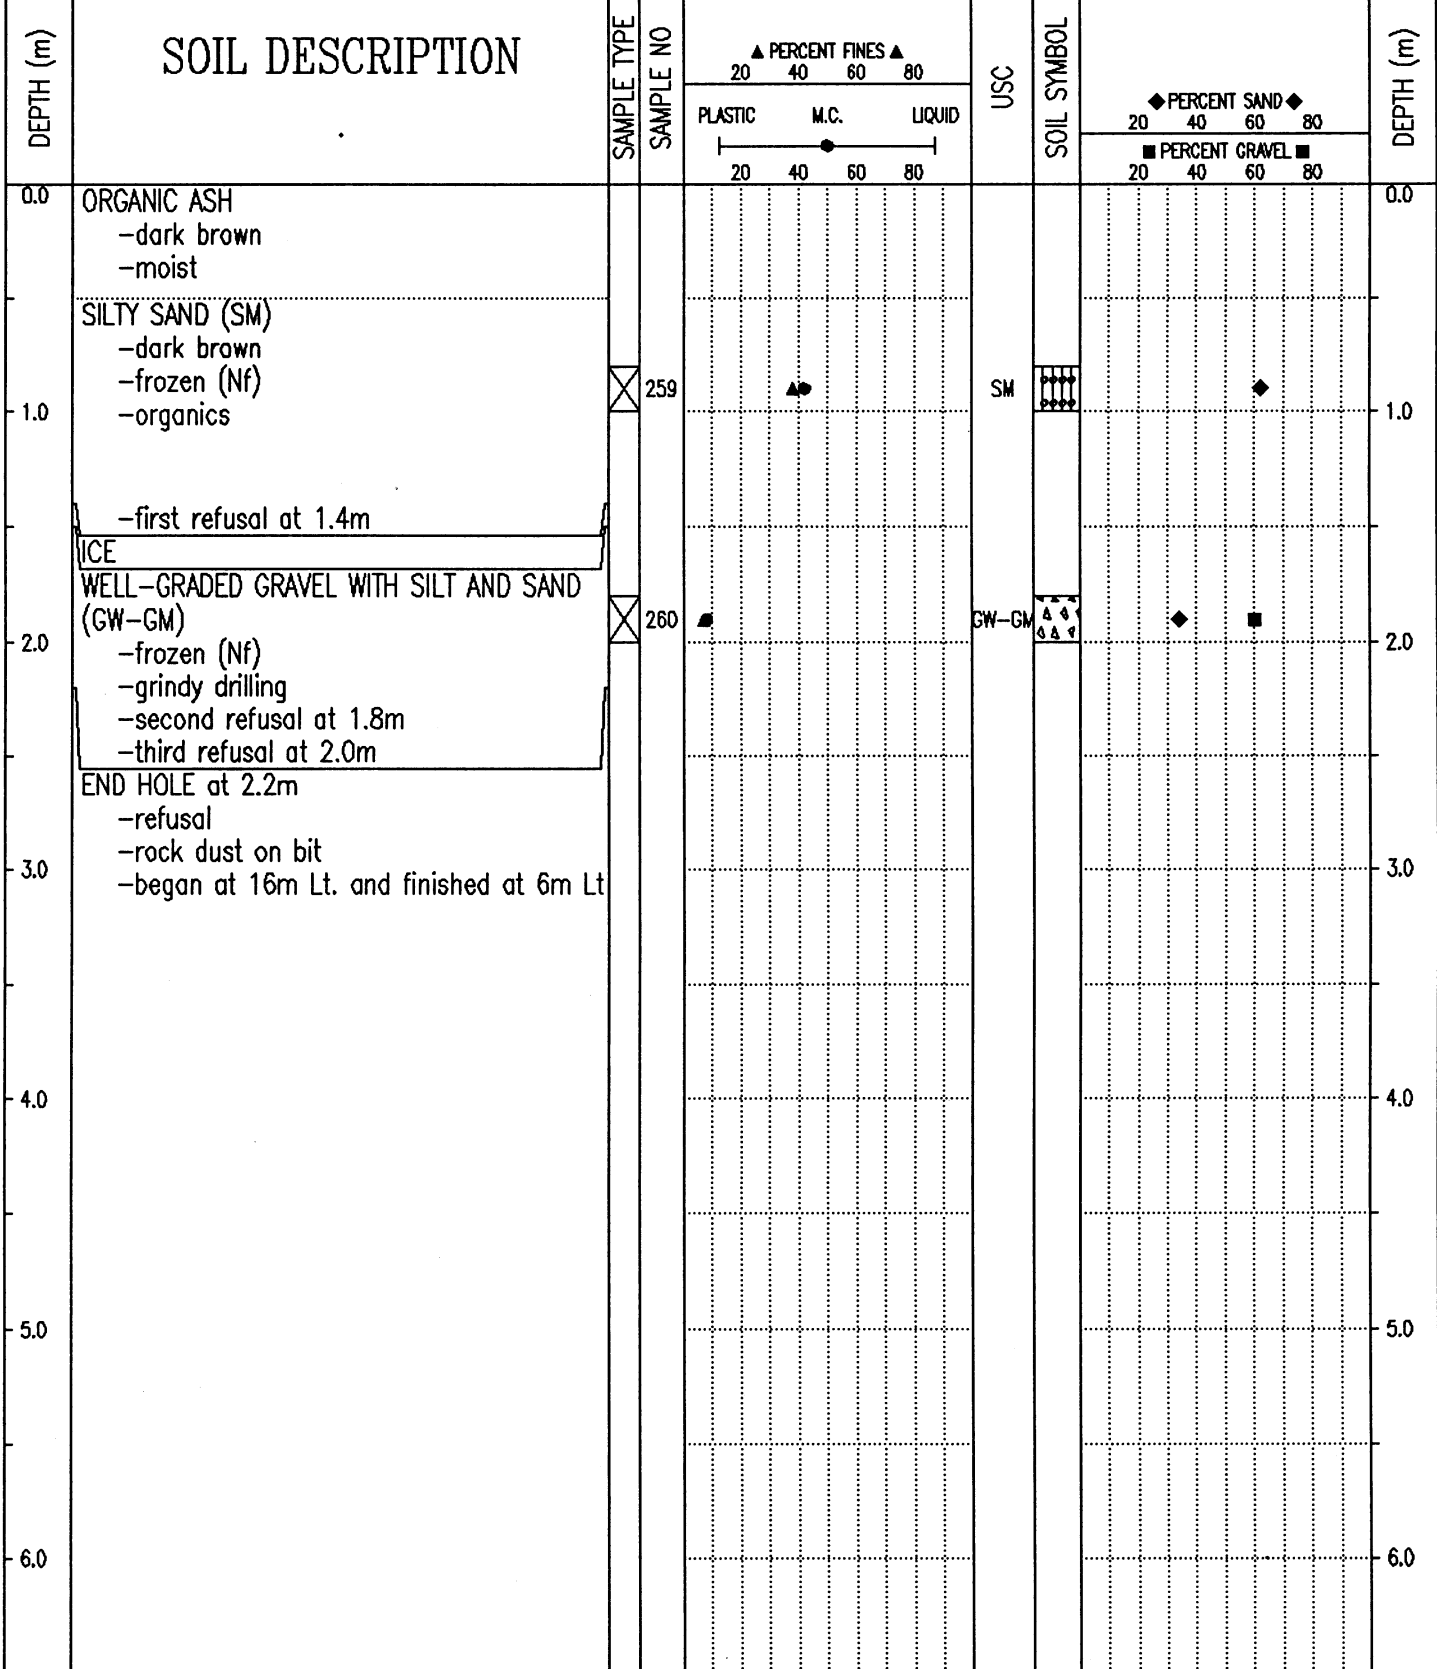 DEPTH (m)
SOIL DESCRIPTION
SAMPLE TYPE
SAMPLE NO
▲ PERCENT FINES ▲
20 40 60 80
PLASTIC M.C. LIQUID
20 40 60 80
USC
SOIL SYMBOL
◆ PERCENT SAND ◆
20 40 60 80
■ PERCENT GRAVEL ■
20 40 60 80
DEPTH (m)
0.0 ORGANIC ASH 0.0
-dark brown
-moist
SILTY SAND (SM)
-dark brown
-frozen (Nf) 259 SM
1.0 -organics 1.0
-first refusal at 1.4m
ICE
WELL-GRADED GRAVEL WITH SILT AND SAND
(GW-GM) 260 GW-GM
2.0 -frozen (Nf) 2.0
-grindy drilling
-second refusal at 1.8m
-third refusal at 2.0m
END HOLE at 2.2m
-refusal
-rock dust on bit
3.0 3.0
-began at 16m Lt. and finished at 6m Lt
4.0 4.0
5.0 5.0
6.0 6.0